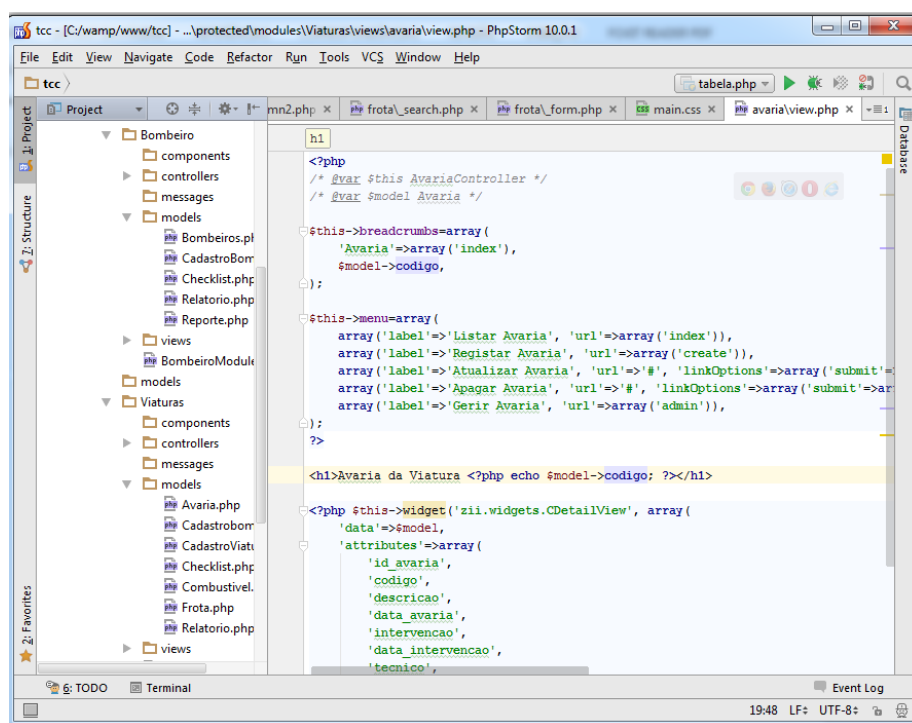 tcc - [C:/wamp/www/tcc] - ...\protected\modules\Viaturas\views\avaria\view.php - PhpStorm 10.0.1
File Edit View Navigate Code Refactor Run Tools VCS Window Help
tcc
tabela.php
Project
mn2.php
frota\_search.php
frota\_form.php
main.css
avaria\view.php
1
1: Project
7: Structure
2: Favorites
Database
Bombeiro
components
controllers
messages
models
Bombeiros.ph
CadastroBom
Checklist.php
Relatorio.php
Reporte.php
views
BombeiroModule
models
Viaturas
components
controllers
messages
models
Avaria.php
Cadastrobom
CadastroViatu
Checklist.php
Combustivel.
Frota.php
Relatorio.php
views
h1
<?php
/* @var $this AvariaController */
/* @var $model Avaria */
$this->breadcrumbs=array(
'Avaria'=>array('index'),
$model->codigo,
);
$this->menu=array(
array('label'=>'Listar Avaria', 'url'=>array('index')),
array('label'=>'Registar Avaria', 'url'=>array('create')),
array('label'=>'Atualizar Avaria', 'url'=>'#', 'linkOptions'=>array('submit'=
array('label'=>'Apagar Avaria', 'url'=>'#', 'linkOptions'=>array('submit'=>ar
array('label'=>'Gerir Avaria', 'url'=>array('admin')),
);
?>
<h1>Avaria da Viatura <?php echo $model->codigo; ?></h1>
<?php $this->widget('zii.widgets.CDetailView', array(
'data'=>$model,
'attributes'=>array(
'id_avaria',
'codigo',
'descricao',
'data_avaria',
'intervencao',
'data_intervencao',
'tecnico',
6: TODO
Terminal
Event Log
19:48 LF UTF-8